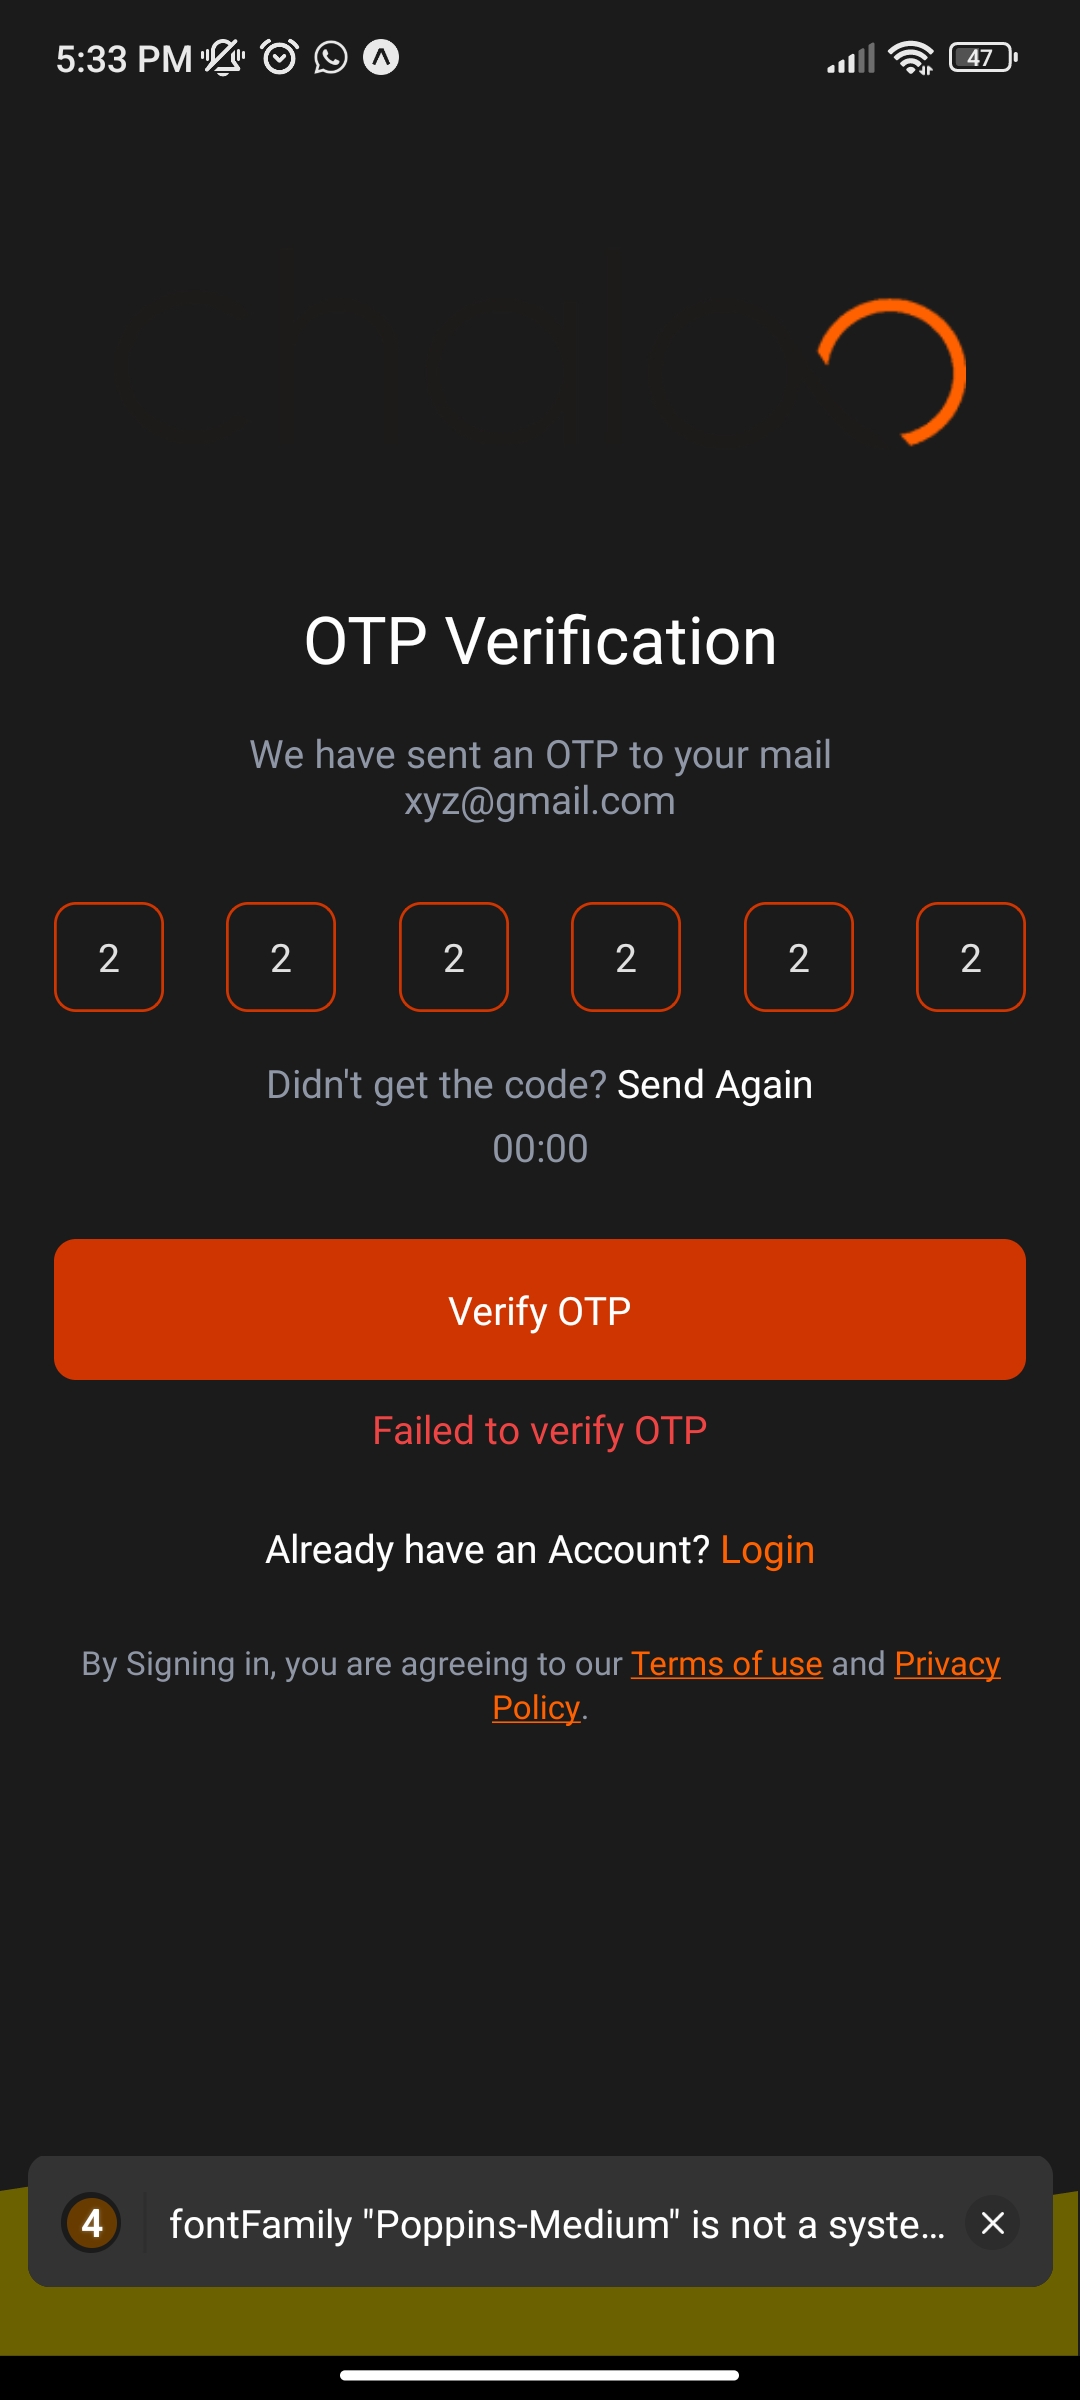 5:33 PM
47
OTP Verification
We have sent an OTP to your mail
xyz@gmail.com
2 2 2 2 2 2
Didn't get the code? Send Again
00:00
Verify OTP
Failed to verify OTP
Already have an Account? Login
By Signing in, you are agreeing to our Terms of use and Privacy
Policy.
4 fontFamily "Poppins-Medium" is not a syste...